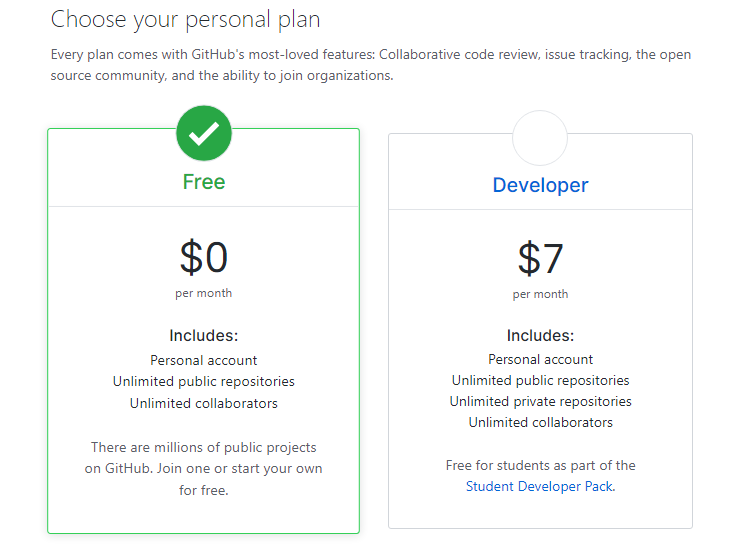 Choose your personal plan
Every plan comes with GitHub's most-loved features: Collaborative code review, issue tracking, the open
source community, and the ability to join organizations.
Free
$0
per month
Includes:
Personal account
Unlimited public repositories
Unlimited collaborators
There are millions of public projects
on GitHub. Join one or start your own
for free.
Developer
$7
per month
Includes:
Personal account
Unlimited public repositories
Unlimited private repositories
Unlimited collaborators
Free for students as part of the
Student Developer Pack.